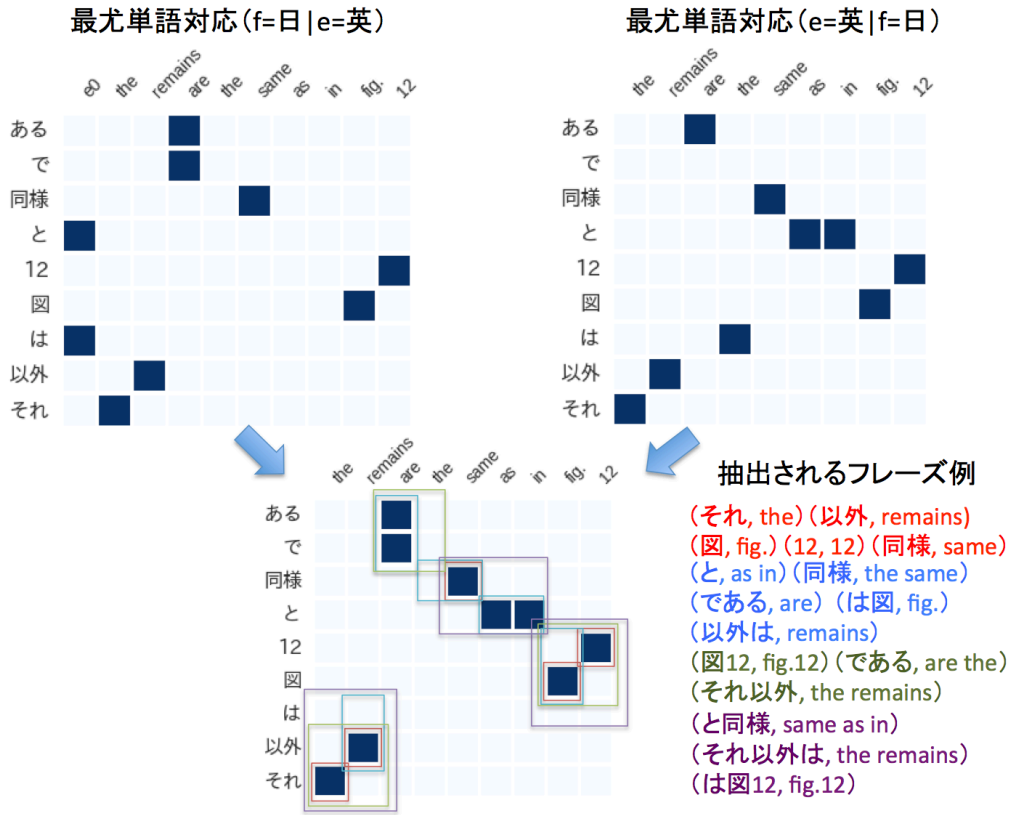 最尤単語対応（f=日|e=英）
e0 the remains are the same as in fig. 12
ある
で
同様
と
12
図
は
以外
それ
最尤単語対応（e=英|f=日）
the remains are the same as in fig. 12
ある
で
同様
と
12
図
は
以外
それ
the remains are the same as in fig. 12
ある
で
同様
と
12
図
は
以外
それ
抽出されるフレーズ例
（それ, the）（以外, remains）
（図, fig.）（12, 12）（同様, same）
（と, as in）（同様, the same）
（である, are）（は図, fig.）
（以外は, remains）
（図12, fig.12）（である, are the）
（それ以外, the remains）
（と同様, same as in）
（それ以外は, the remains）
（は図12, fig.12）